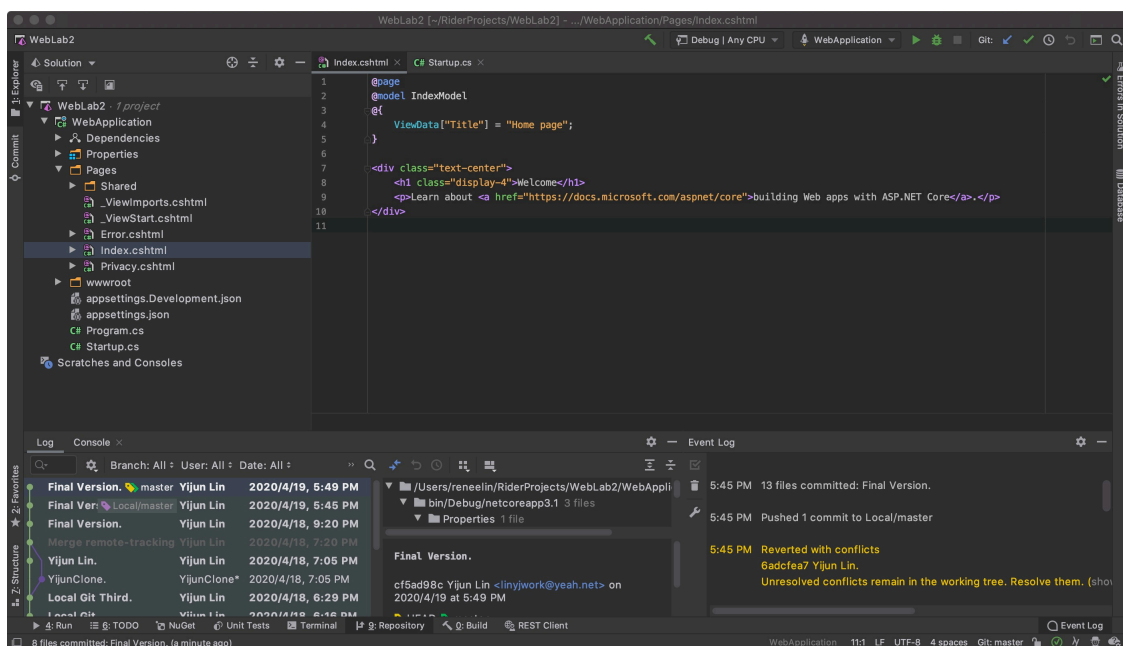 WebLab2 [~/RiderProjects/WebLab2] - .../WebApplication/Pages/Index.cshtml
WebLab2
Debug | Any CPU
WebApplication
Git:
1: Explorer
Commit
2: Favorites
Z: Structure
Solution
WebLab2 · 1 project
WebApplication
Dependencies
Properties
Pages
Shared
_ViewImports.cshtml
_ViewStart.cshtml
Error.cshtml
Index.cshtml
Privacy.cshtml
wwwroot
appsettings.Development.json
appsettings.json
C# Program.cs
C# Startup.cs
Scratches and Consoles
Index.cshtml
C# Startup.cs
1 @page
2 @model IndexModel
3 @{
4 ViewData["Title"] = "Home page";
5 }
6
7 <div class="text-center">
8 <h1 class="display-4">Welcome</h1>
9 <p>Learn about <a href="https://docs.microsoft.com/aspnet/core">building Web apps with ASP.NET Core</a>.</p>
10 </div>
11
Errors In Solution
Database
Log
Console
Branch: All User: All Date: All
Final Version. master Yijun Lin 2020/4/19, 5:49 PM
Final Ver Local/master Yijun Lin 2020/4/19, 5:45 PM
Final Version. Yijun Lin 2020/4/18, 9:20 PM
Merge remote-tracking Yijun Lin 2020/4/18, 7:20 PM
Yijun Lin. Yijun Lin 2020/4/18, 7:05 PM
YijunClone. YijunClone* 2020/4/18, 7:05 PM
Local Git Third. Yijun Lin 2020/4/18, 6:29 PM
Local Git Yijun Lin 2020/4/18, 6:16 PM
/Users/reneelin/RiderProjects/WebLab2/WebAppli
bin/Debug/netcoreapp3.1 3 files
Properties 1 file
Final Version.
cf5ad98c Yijun Lin <linyjwork@yeah.net> on
2020/4/19 at 5:49 PM
Event Log
5:45 PM 13 files committed: Final Version.
5:45 PM Pushed 1 commit to Local/master
5:45 PM Reverted with conflicts
6adcfea7 Yijun Lin.
Unresolved conflicts remain in the working tree. Resolve them. (sho
4: Run
6: TODO
NuGet
Unit Tests
Terminal
9: Repository
0: Build
REST Client
Event Log
8 files committed: Final Version. (a minute ago)
WebApplication 11:1 LF UTF-8 4 spaces Git: master